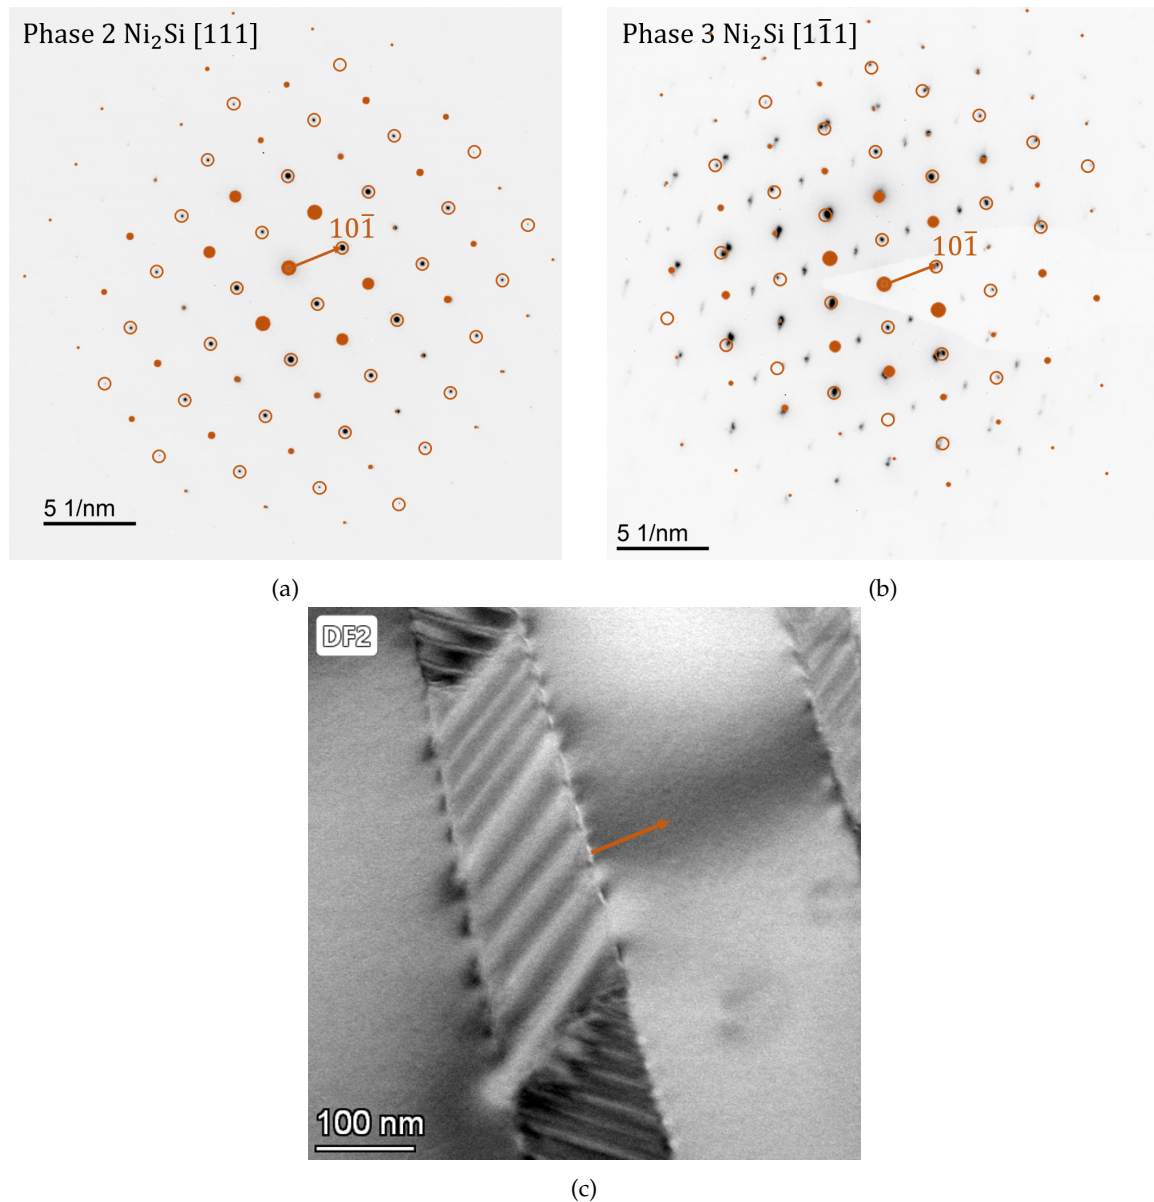 Phase 2 Ni₂Si [111]
Phase 3 Ni₂Si [11̅1]
101̅
101̅
5 1/nm
5 1/nm
(a)
(b)
DF2
100 nm
(c)